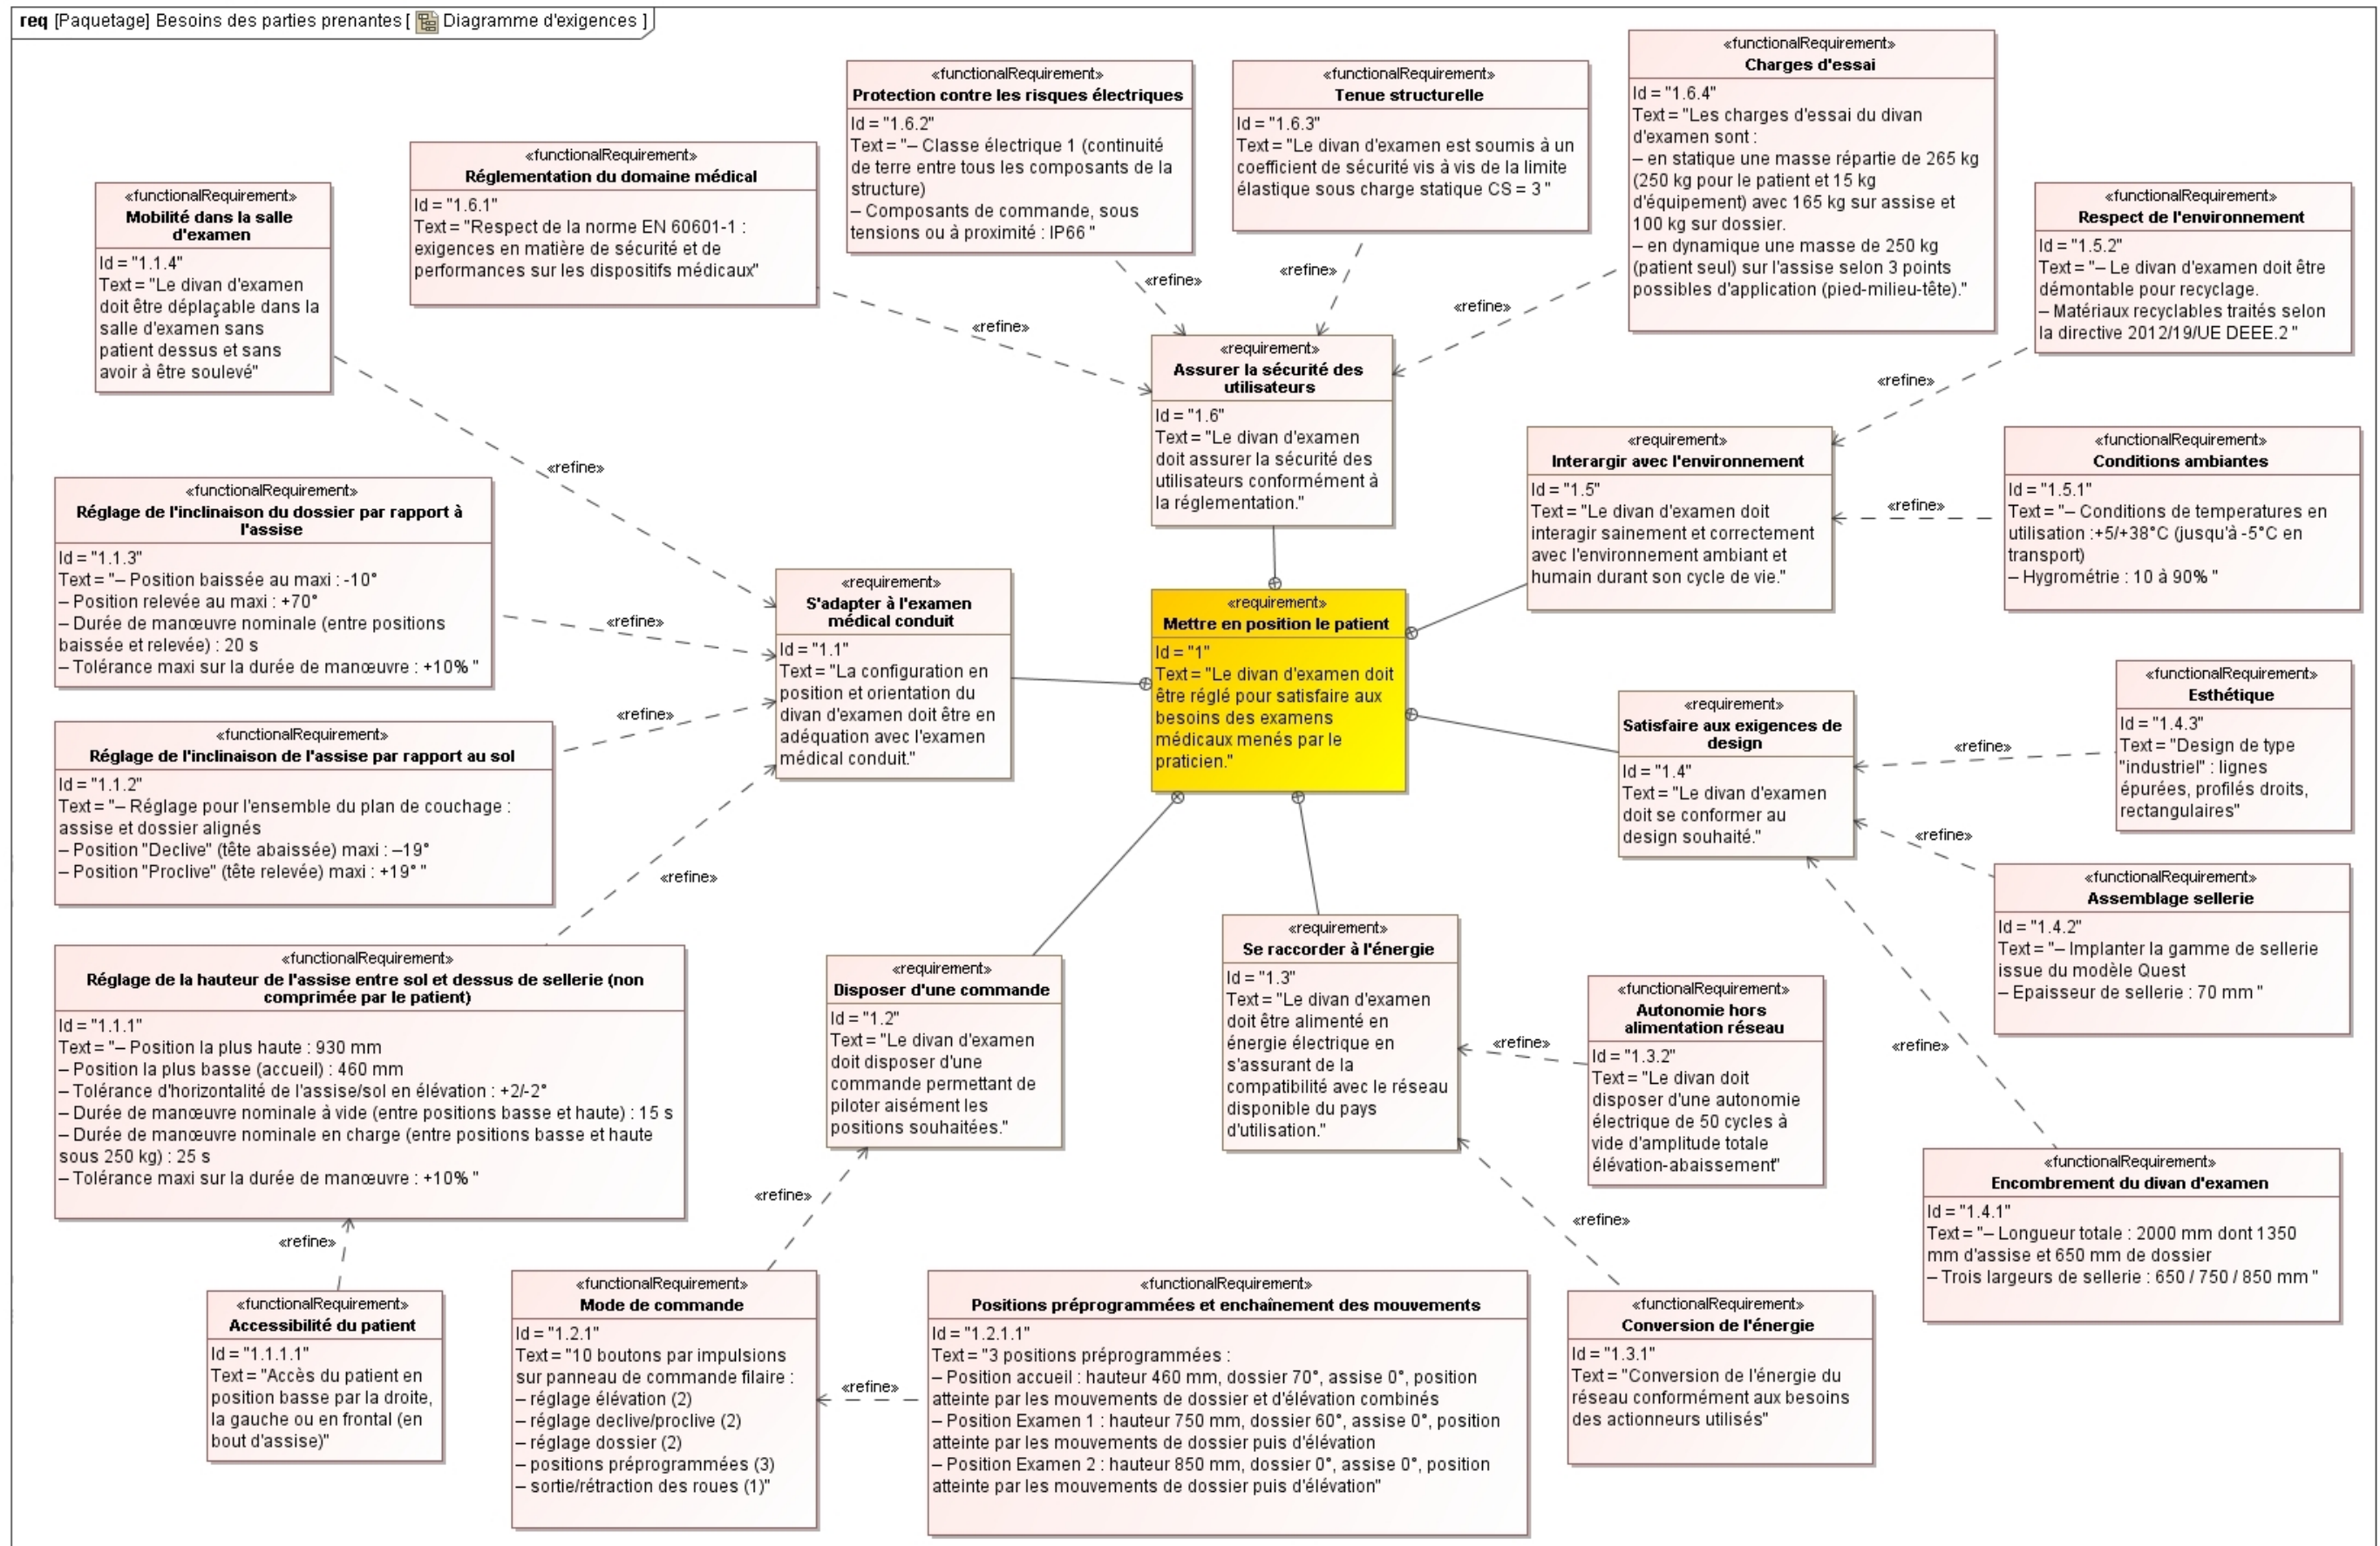 req [Paquetage] Besoins des parties prenantes [ Diagramme d'exigences ]
«functionalRequirement»
Charges d'essai
Id = "1.6.4"
Text = "Les charges d'essai du divan
d'examen sont :
– en statique une masse répartie de 265 kg
(250 kg pour le patient et 15 kg
d'équipement) avec 165 kg sur assise et
100 kg sur dossier.
– en dynamique une masse de 250 kg
(patient seul) sur l'assise selon 3 points
possibles d'application (pied-milieu-tête)."
«functionalRequirement»
Protection contre les risques électriques
Id = "1.6.2"
Text = "– Classe électrique 1 (continuité
de terre entre tous les composants de la
structure)
– Composants de commande, sous
tensions ou à proximité : IP66 "
«functionalRequirement»
Tenue structurelle
Id = "1.6.3"
Text = "Le divan d'examen est soumis à un
coefficient de sécurité vis à vis de la limite
élastique sous charge statique CS = 3 "
«functionalRequirement»
Réglementation du domaine médical
Id = "1.6.1"
Text = "Respect de la norme EN 60601-1 :
exigences en matière de sécurité et de
performances sur les dispositifs médicaux"
«functionalRequirement»
Mobilité dans la salle
d'examen
Id = "1.1.4"
Text = "Le divan d'examen
doit être déplaçable dans la
salle d'examen sans
patient dessus et sans
avoir à être soulevé"
«functionalRequirement»
Respect de l'environnement
Id = "1.5.2"
Text = "– Le divan d'examen doit être
démontable pour recyclage.
– Matériaux recyclables traités selon
la directive 2012/19/UE DEEE.2 "
«refine»
«refine»
«refine»
«refine»
«requirement»
Assurer la sécurité des
utilisateurs
Id = "1.6"
Text = "Le divan d'examen
doit assurer la sécurité des
utilisateurs conformément à
la réglementation."
«refine»
«requirement»
Interargir avec l'environnement
Id = "1.5"
Text = "Le divan d'examen doit
interagir sainement et correctement
avec l'environnement ambiant et
humain durant son cycle de vie."
«refine»
«functionalRequirement»
Conditions ambiantes
Id = "1.5.1"
Text = "– Conditions de temperatures en
utilisation :+5/+38°C (jusqu'à -5°C en
transport)
– Hygrométrie : 10 à 90% "
«refine»
«functionalRequirement»
Réglage de l'inclinaison du dossier par rapport à
l'assise
Id = "1.1.3"
Text = "– Position baissée au maxi : -10°
– Position relevée au maxi : +70°
– Durée de manœuvre nominale (entre positions
baissée et relevée) : 20 s
– Tolérance maxi sur la durée de manœuvre : +10% "
«refine»
«requirement»
S'adapter à l'examen
médical conduit
Id = "1.1"
Text = "La configuration en
position et orientation du
divan d'examen doit être en
adéquation avec l'examen
médical conduit."
«requirement»
Mettre en position le patient
Id = "1"
Text = "Le divan d'examen doit
être réglé pour satisfaire aux
besoins des examens
médicaux menés par le
praticien."
«functionalRequirement»
Esthétique
Id = "1.4.3"
Text = "Design de type
"industriel" : lignes
épurées, profilés droits,
rectangulaires"
«refine»
«requirement»
Satisfaire aux exigences de
design
Id = "1.4"
Text = "Le divan d'examen
doit se conformer au
design souhaité."
«refine»
«functionalRequirement»
Réglage de l'inclinaison de l'assise par rapport au sol
Id = "1.1.2"
Text = "– Réglage pour l'ensemble du plan de couchage :
assise et dossier alignés
– Position "Declive" (tête abaissée) maxi : –19°
– Position "Proclive" (tête relevée) maxi : +19° "
«refine»
«refine»
«functionalRequirement»
Assemblage sellerie
Id = "1.4.2"
Text = "– Implanter la gamme de sellerie
issue du modèle Quest
– Epaisseur de sellerie : 70 mm "
«refine»
«functionalRequirement»
Réglage de la hauteur de l'assise entre sol et dessus de sellerie (non
comprimée par le patient)
Id = "1.1.1"
Text = "– Position la plus haute : 930 mm
– Position la plus basse (accueil) : 460 mm
– Tolérance d'horizontalité de l'assise/sol en élévation : +2/-2°
– Durée de manœuvre nominale à vide (entre positions basse et haute) : 15 s
– Durée de manœuvre nominale en charge (entre positions basse et haute
sous 250 kg) : 25 s
– Tolérance maxi sur la durée de manœuvre : +10% "
«requirement»
Disposer d'une commande
Id = "1.2"
Text = "Le divan d'examen
doit disposer d'une
commande permettant de
piloter aisément les
positions souhaitées."
«requirement»
Se raccorder à l'énergie
Id = "1.3"
Text = "Le divan d'examen
doit être alimenté en
énergie électrique en
s'assurant de la
compatibilité avec le réseau
disponible du pays
d'utilisation."
«refine»
«functionalRequirement»
Autonomie hors
alimentation réseau
Id = "1.3.2"
Text = "Le divan doit
disposer d'une autonomie
électrique de 50 cycles à
vide d'amplitude totale
élévation-abaissement"
«refine»
«functionalRequirement»
Encombrement du divan d'examen
Id = "1.4.1"
Text = "– Longueur totale : 2000 mm dont 1350
mm d'assise et 650 mm de dossier
– Trois largeurs de sellerie : 650 / 750 / 850 mm "
«refine»
«refine»
«refine»
«functionalRequirement»
Accessibilité du patient
Id = "1.1.1.1"
Text = "Accès du patient en
position basse par la droite,
la gauche ou en frontal (en
bout d'assise)"
«functionalRequirement»
Mode de commande
Id = "1.2.1"
Text = "10 boutons par impulsions
sur panneau de commande filaire :
– réglage élévation (2)
– réglage declive/proclive (2)
– réglage dossier (2)
– positions préprogrammées (3)
– sortie/rétraction des roues (1)"
«refine»
«functionalRequirement»
Positions préprogrammées et enchaînement des mouvements
Id = "1.2.1.1"
Text = "3 positions préprogrammées :
– Position accueil : hauteur 460 mm, dossier 70°, assise 0°, position
atteinte par les mouvements de dossier et d'élévation combinés
– Position Examen 1 : hauteur 750 mm, dossier 60°, assise 0°, position
atteinte par les mouvements de dossier puis d'élévation
– Position Examen 2 : hauteur 850 mm, dossier 0°, assise 0°, position
atteinte par les mouvements de dossier puis d'élévation"
«functionalRequirement»
Conversion de l'énergie
Id = "1.3.1"
Text = "Conversion de l'énergie du
réseau conformément aux besoins
des actionneurs utilisés"